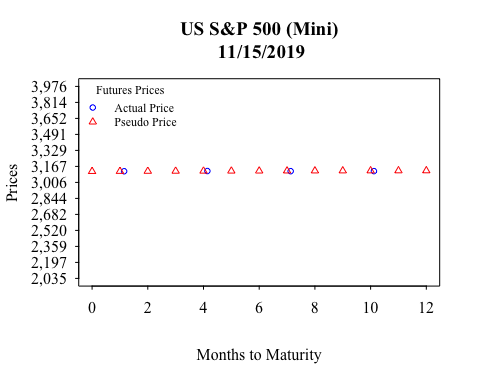 US S&P 500 (Mini)
11/15/2019
Futures Prices
Actual Price
Pseudo Price
Prices
3,976
3,814
3,652
3,491
3,329
3,167
3,006
2,844
2,682
2,520
2,359
2,197
2,035
0 2 4 6 8 10 12
Months to Maturity